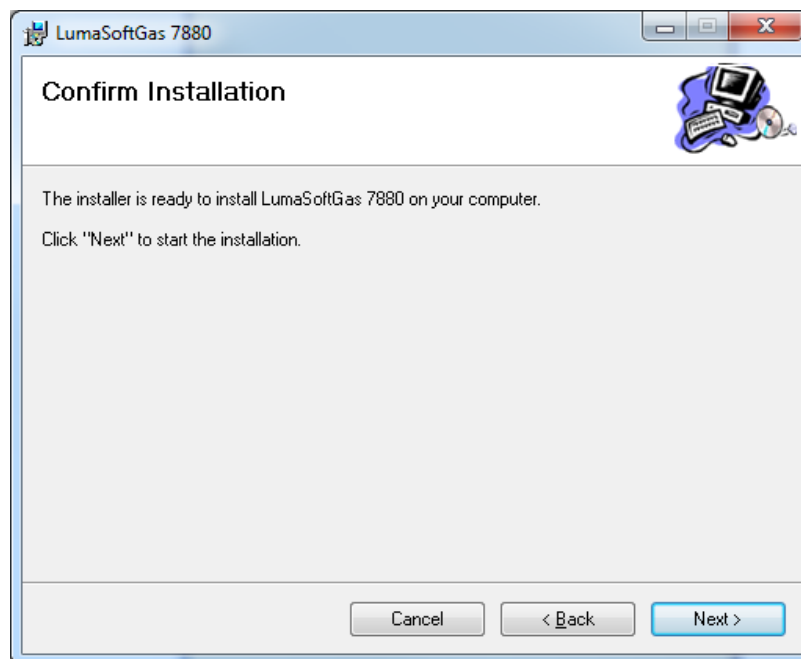 LumaSoftGas 7880
Confirm Installation
The installer is ready to install LumaSoftGas 7880 on your computer.
Click "Next" to start the installation.
Cancel
< Back
Next >